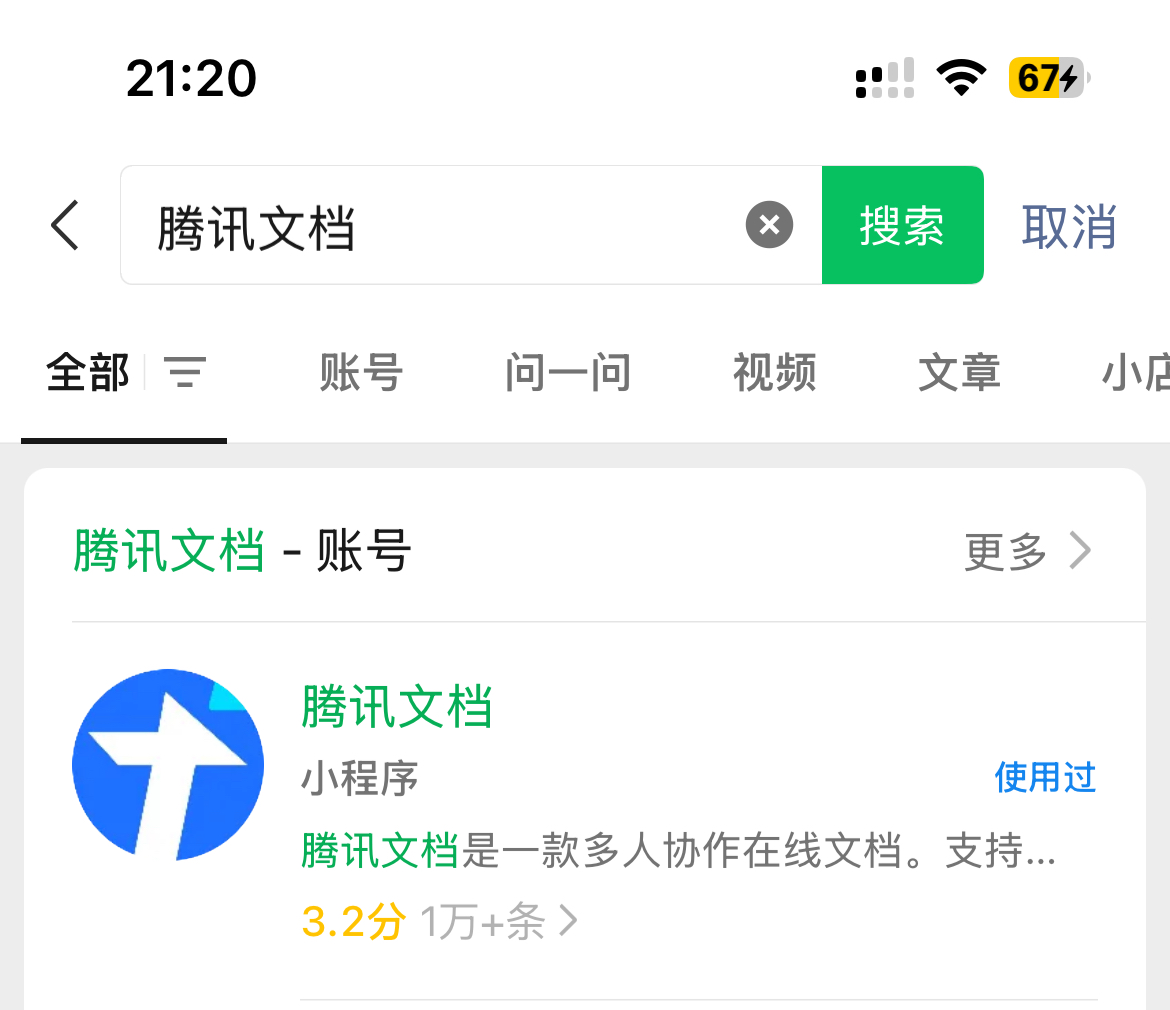 21:20 67
腾讯文档 搜索 取消
全部 账号 问一问 视频 文章 小店
腾讯文档 - 账号 更多
腾讯文档
小程序 使用过
腾讯文档是一款多人协作在线文档。支持...
3.2分 1万+条